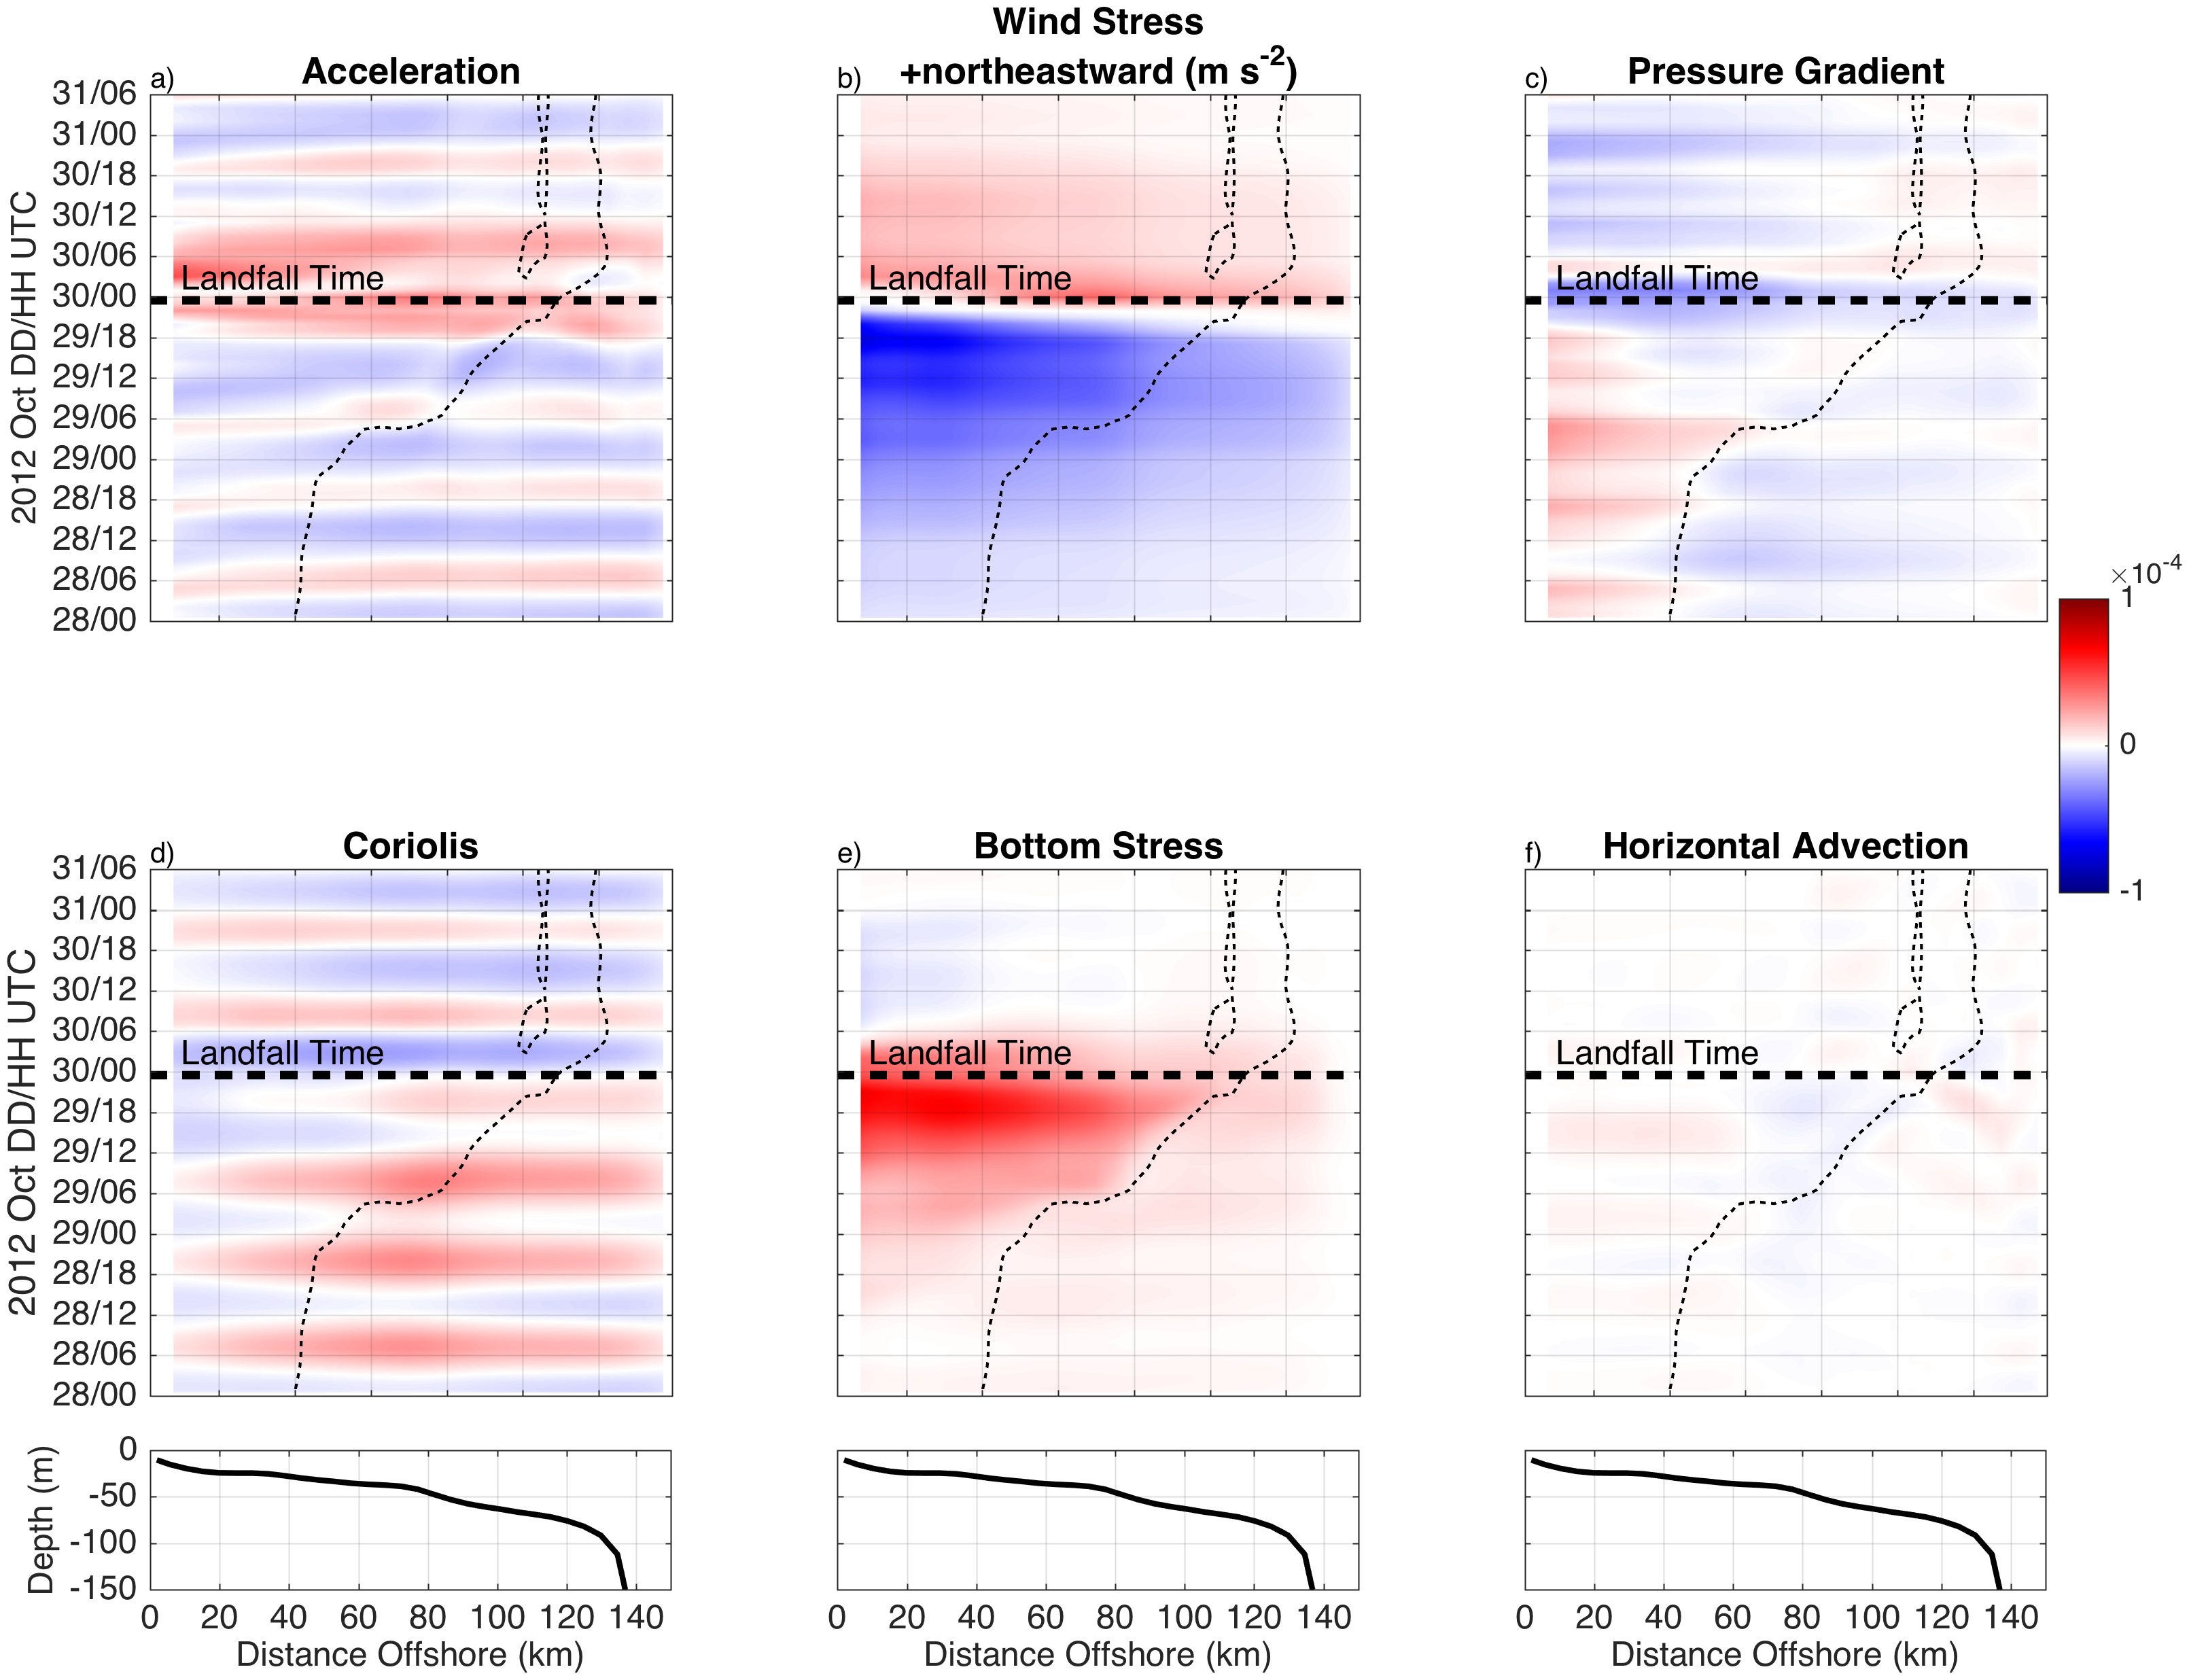 Wind Stress
a) Acceleration
b) +northeastward (m s-2)
c) Pressure Gradient
31/06
31/00
30/18
30/12
30/06
30/00
29/18
29/12
29/06
29/00
28/18
28/12
28/06
28/00
2012 Oct DD/HH UTC
Landfall Time
Landfall Time
Landfall Time
×10-4
1
0
-1
d) Coriolis
e) Bottom Stress
f) Horizontal Advection
31/06
31/00
30/18
30/12
30/06
30/00
29/18
29/12
29/06
29/00
28/18
28/12
28/06
28/00
2012 Oct DD/HH UTC
Landfall Time
Landfall Time
Landfall Time
0
-50
-100
-150
Depth (m)
0 20 40 60 80 100 120 140
0 20 40 60 80 100 120 140
0 20 40 60 80 100 120 140
Distance Offshore (km)
Distance Offshore (km)
Distance Offshore (km)